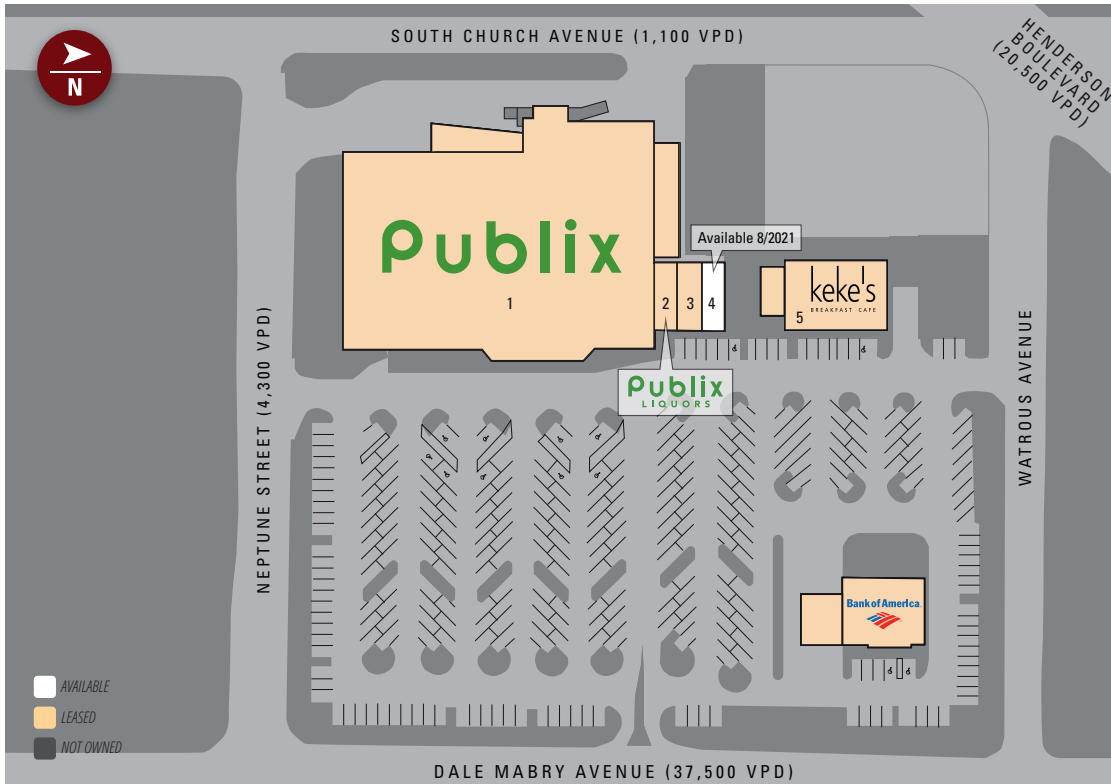 SOUTH CHURCH AVENUE (1,100 VPD)
HENDERSON
BOULEVARD
(20,500 VPD)
N
Publix
1
Available 8/2021
2
3
4
keke's
BREAKFAST CAFE
5
Publix
LIQUORS
NEPTUNE STREET (4,300 VPD)
WATROUS AVENUE
Bank of America
AVAILABLE
LEASED
NOT OWNED
DALE MABRY AVENUE (37,500 VPD)